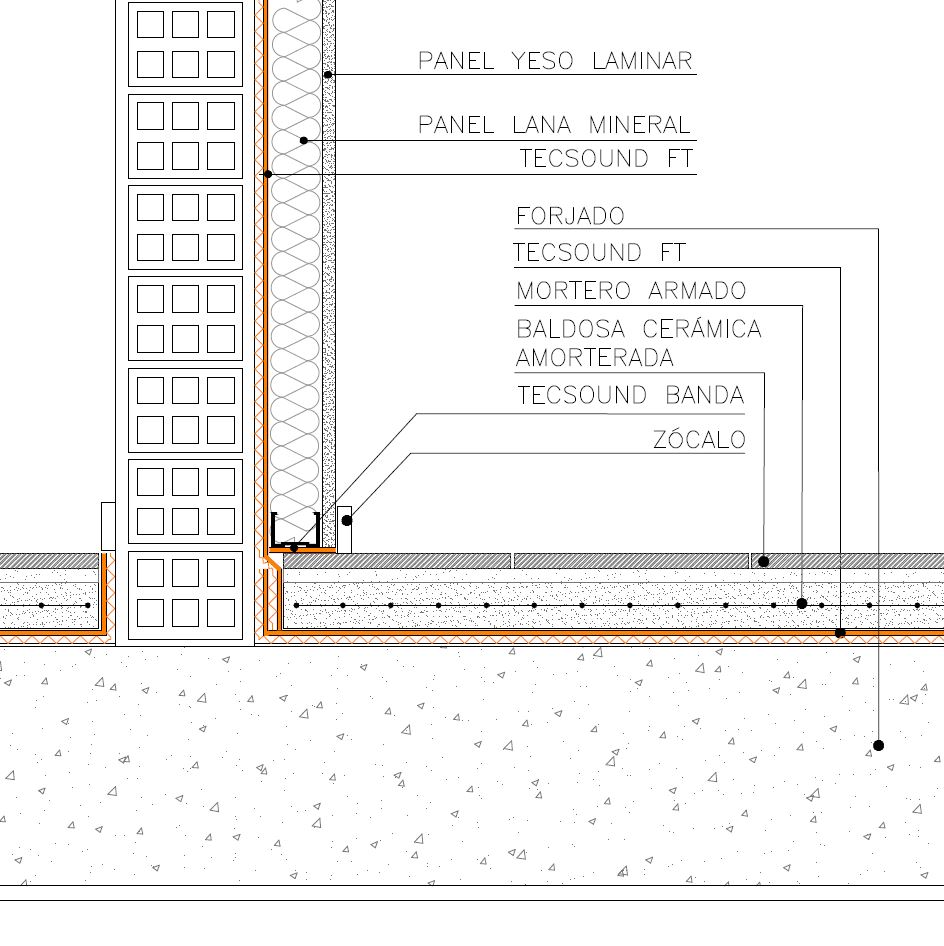 PANEL YESO LAMINAR
PANEL LANA MINERAL
TECSOUND FT
FORJADO
TECSOUND FT
MORTERO ARMADO
BALDOSA CERÁMICA
AMORTERADA
TECSOUND BANDA
ZÓCALO